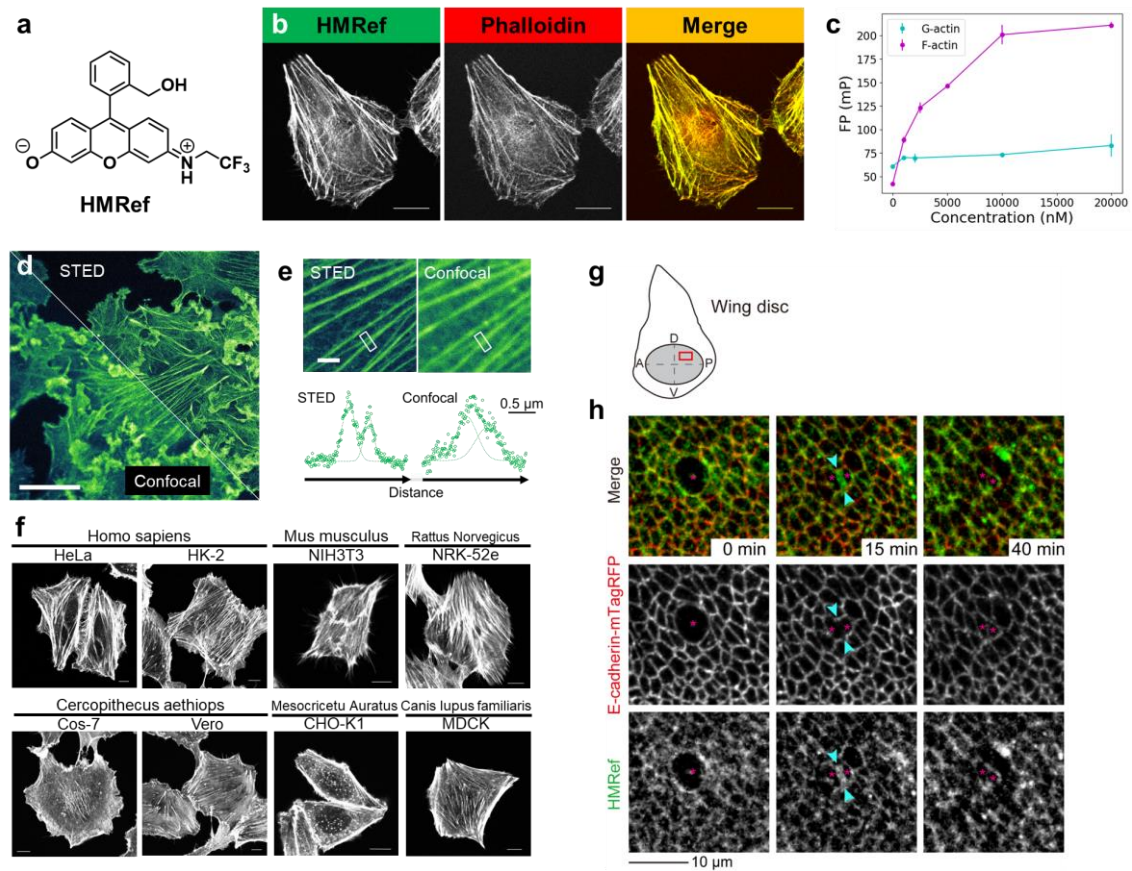 a
OH
O
O
N
H
CF3
HMRef
b
HMRef
Phalloidin
Merge
c
G-actin
F-actin
FP (mP)
200
175
150
125
100
75
50
0
5000
10000
15000
20000
Concentration (nM)
d
STED
Confocal
e
STED
Confocal
STED
Confocal
0.5 μm
Distance
f
Homo sapiens
Mus musculus
Rattus Norvegicus
HeLa
HK-2
NIH3T3
NRK-52e
Cercopithecus aethiops
Mesocricetu Auratus
Canis lupus familiaris
Cos-7
Vero
CHO-K1
MDCK
g
Wing disc
D
A
P
V
h
Merge
0 min
15 min
40 min
E-cadherin-mTagRFP
HMRef
10 μm